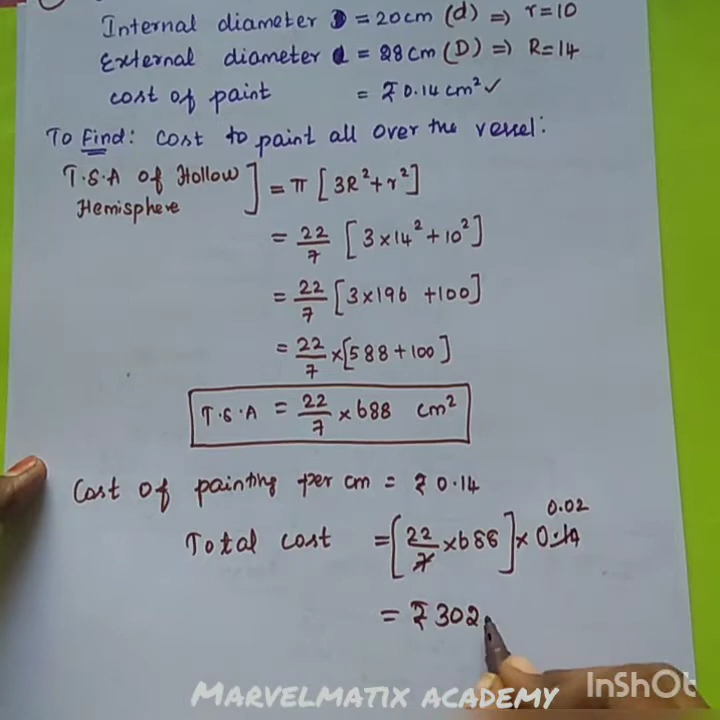 Internal diameter D = 20cm (d) ⇒ r=10
External diameter d = 28cm (D) ⇒ R=14
cost of paint = ₹0.14cm² ✓
To Find: cost to paint all over the vessel:
T.S.A of Hollow Hemisphere ] = π [3R²+r²]
= 22/7 [3×14²+10²]
= 22/7 [3×196 +100]
= 22/7 ×[588+100]
T.S.A = 22/7 ×688 cm²
Cost of painting per cm = ₹0.14
0.02
Total cost = [22/7 ×688] × 0.14
= ₹302.
MARVELMATIX ACADEMY
InShOt